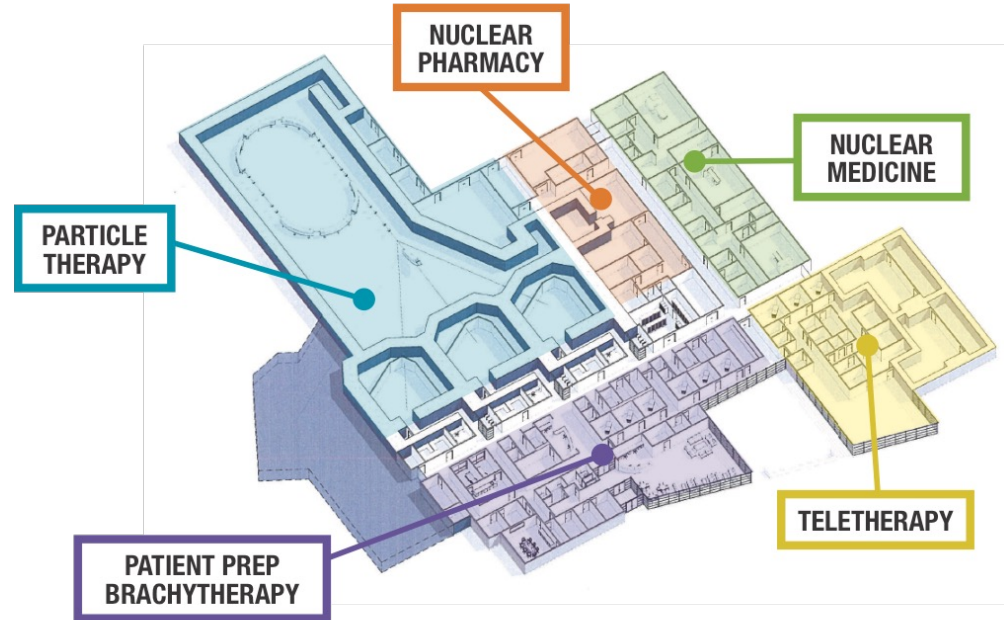 NUCLEAR
PHARMACY
NUCLEAR
MEDICINE
PARTICLE
THERAPY
TELETHERAPY
PATIENT PREP
BRACHYTHERAPY